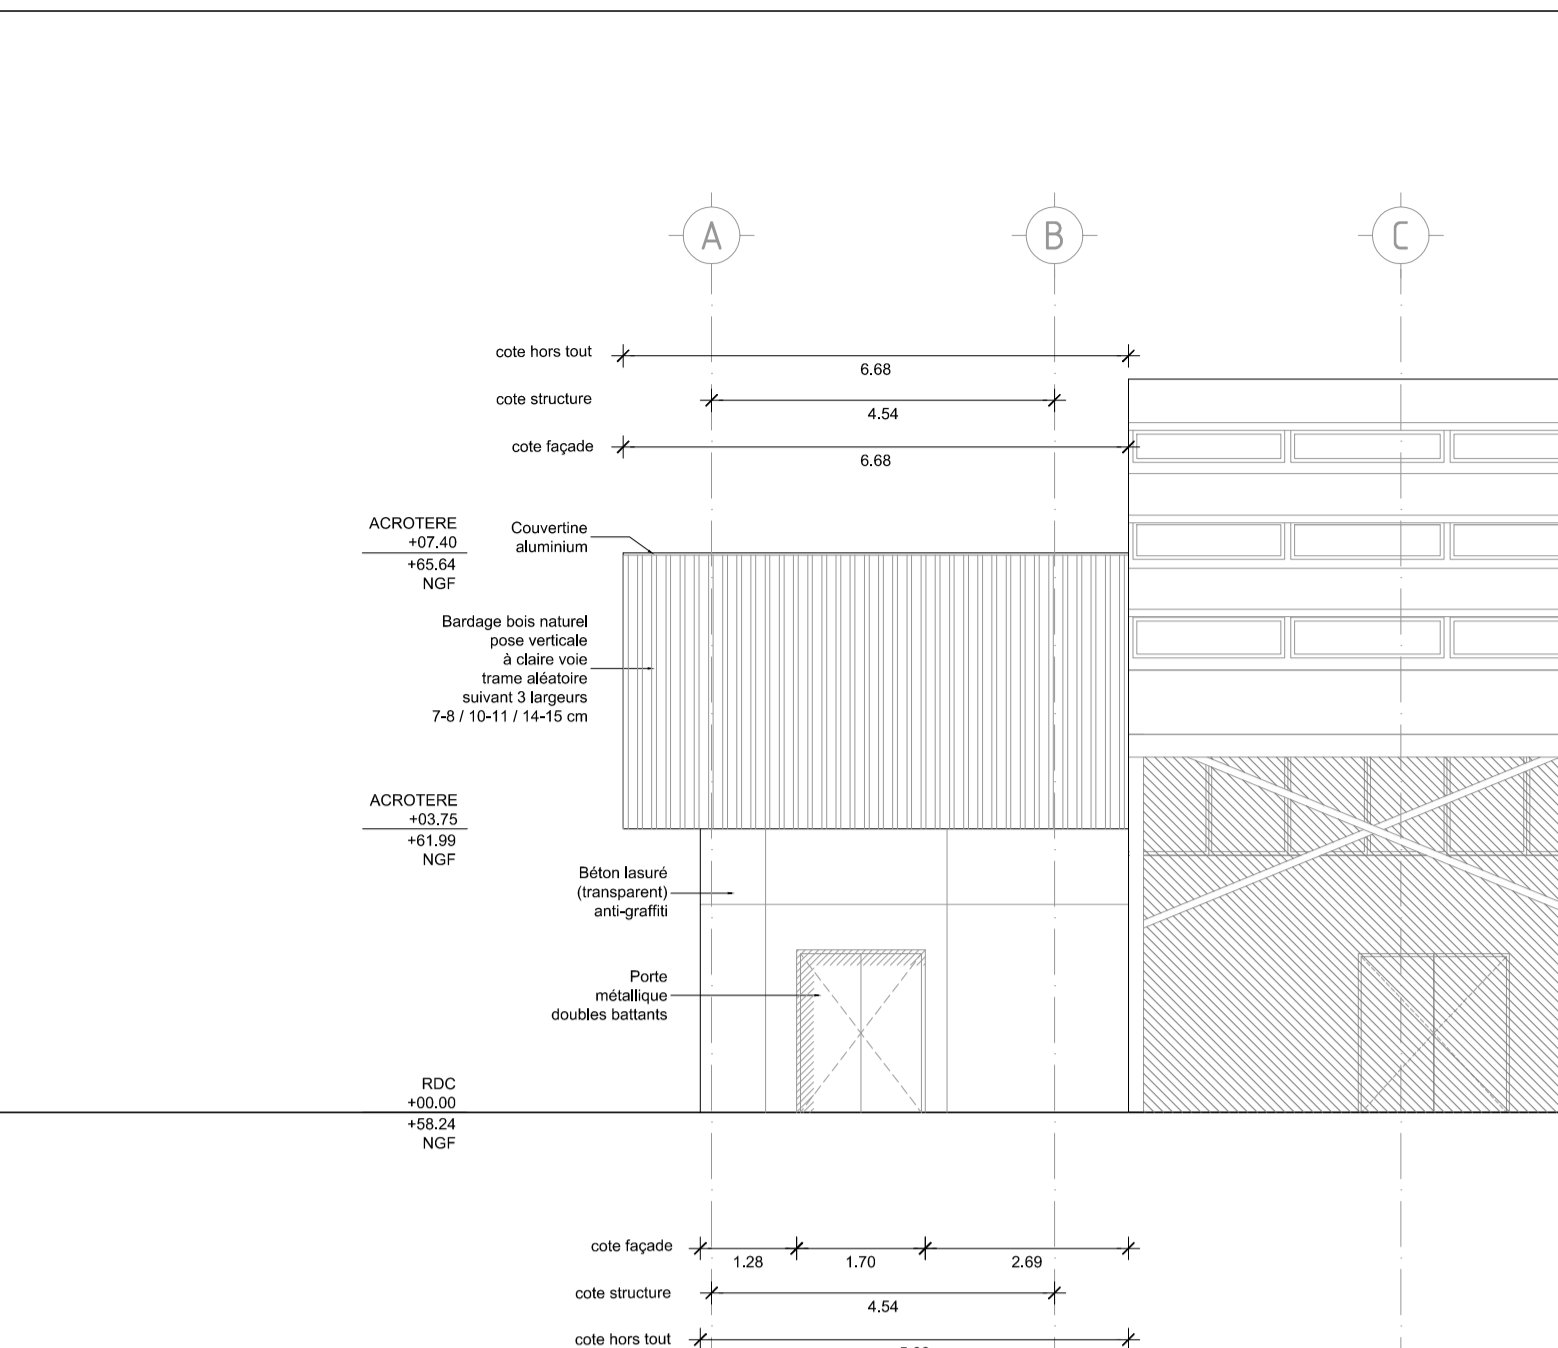 A
B
C
cote hors tout
6.68
cote structure
4.54
cote façade
6.68
ACROTERE
+07.40
+65.64
NGF
Couvertine
aluminium
Bardage bois naturel
pose verticale
à claire voie
trame aléatoire
suivant 3 largeurs
7-8 / 10-11 / 14-15 cm
ACROTERE
+03.75
+61.99
NGF
Béton lasuré
(transparent)
anti-graffiti
Porte
métallique
doubles battants
RDC
+00.00
+58.24
NGF
cote façade
1.28
1.70
2.69
cote structure
4.54
cote hors tout